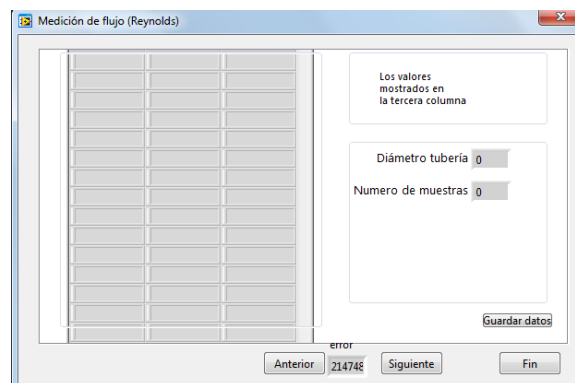 Medición de flujo (Reynolds)
Los valores
mostrados en
la tercera columna
Diámetro tubería 0
Numero de muestras 0
Guardar datos
error
Anterior 214748 Siguiente Fin